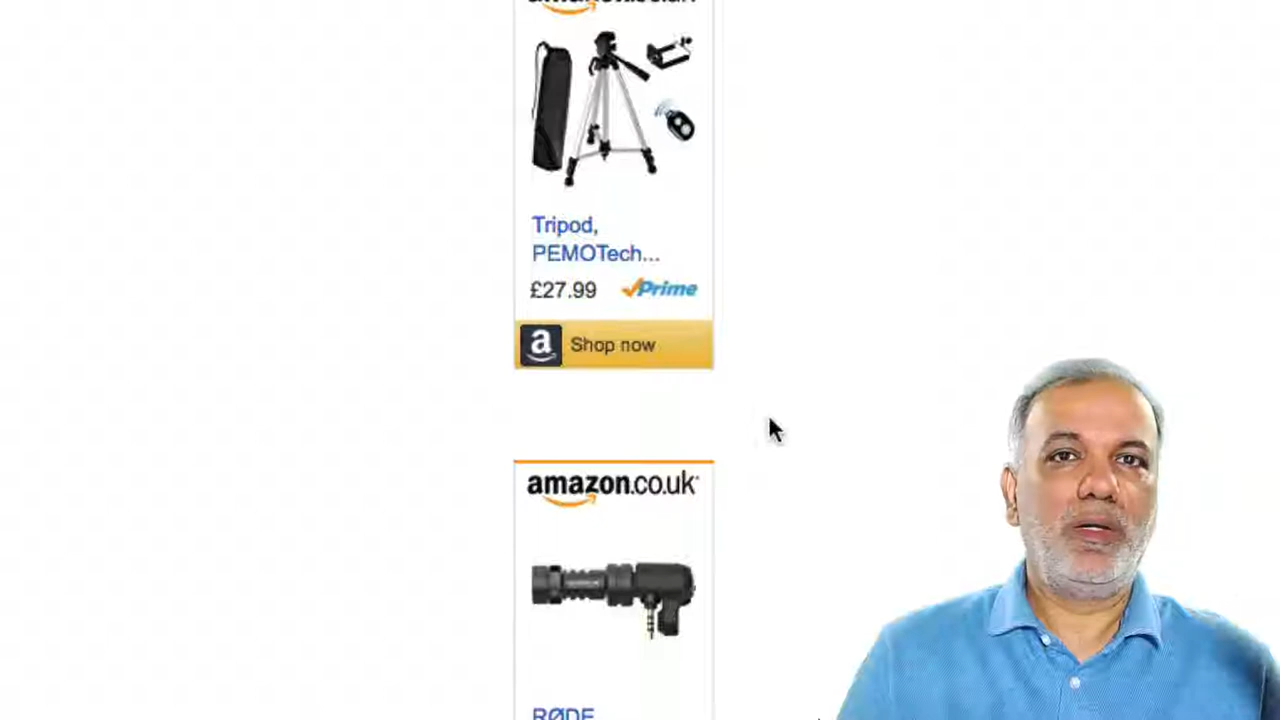 Tripod,
PEMOTech...
£27.99 Prime
a Shop now
amazon.co.uk
RØDE